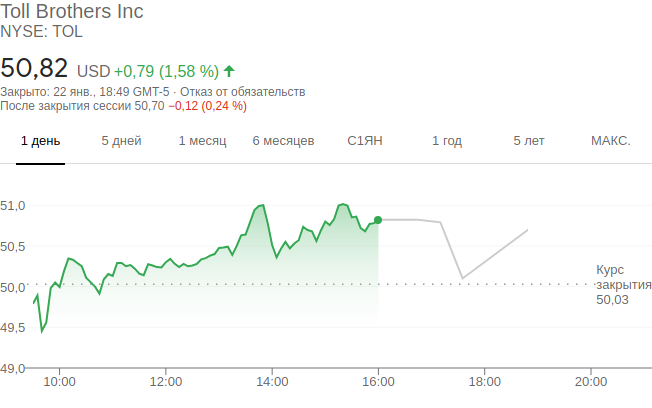 Toll Brothers Inc
NYSE: TOL
50,82 USD +0,79 (1,58 %)
Закрыто: 22 янв., 18:49 GMT-5 · Отказ от обязательств
После закрытия сессии 50,70 −0,12 (0,24 %)
1 день 5 дней 1 месяц 6 месяцев С1ЯН 1 год 5 лет МАКС.
51,0
50,5
50,0
49,5
49,0
Курс
закрытия
50,03
10:00 12:00 14:00 16:00 18:00 20:00